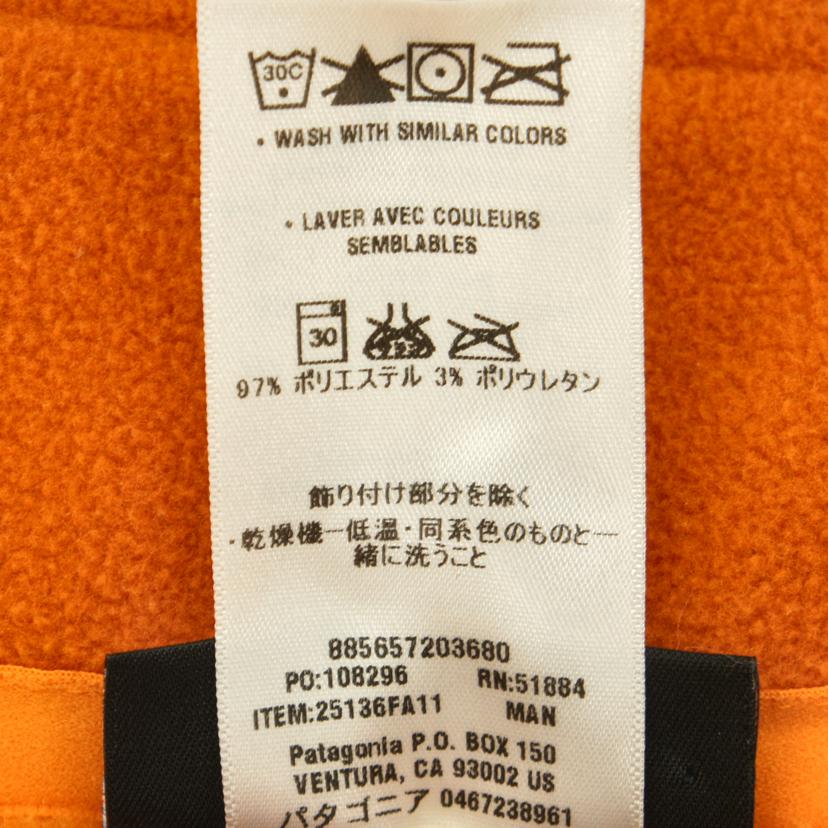 30C
• WASH WITH SIMILAR COLORS
• LAVER AVEC COULEURS
SEMBLABLES
30
97% ポリエステル 3% ポリウレタン
飾り付け部分を除く
・乾燥機一低温・同系色のものと一
緒に洗うこと
885657203680
PO:108296 RN:51884
ITEM:25136FA11 MAN
Patagonia P.O. BOX 150
VENTURA, CA 93002 US
パタゴニア 0467238961